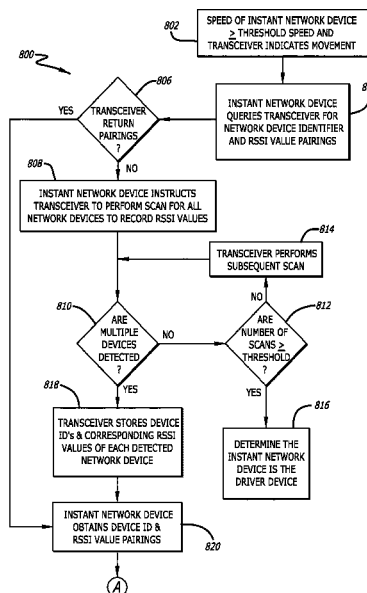 802
SPEED OF INSTANT NETWORK DEVICE
≥ THRESHOLD SPEED AND
TRANSCEIVER INDICATES MOVEMENT
800
806
YES
TRANSCEIVER
RETURN
PAIRINGS
?
INSTANT NETWORK DEVICE
QUERIES TRANSCEIVER FOR
NETWORK DEVICE IDENTIFIER
AND RSSI VALUE PAIRINGS
NO
808
INSTANT NETWORK DEVICE INSTRUCTS
TRANSCEIVER TO PERFORM SCAN FOR ALL
NETWORK DEVICES TO RECORD RSSI VALUES
814
TRANSCEIVER PERFORMS
SUBSEQUENT SCAN
810
NO
812
ARE
MULTIPLE
DEVICES
DETECTED
?
NO
ARE
NUMBER OF
SCANS ≥
THRESHOLD
?
818
YES
YES
816
TRANSCEIVER STORES DEVICE
ID's & CORRESPONDING RSSI
VALUES OF EACH DETECTED
NETWORK DEVICE
DETERMINE THE
INSTANT NETWORK
DEVICE IS THE
DRIVER DEVICE
INSTANT NETWORK DEVICE
OBTAINS DEVICE ID &
RSSI VALUE PAIRINGS
820
A